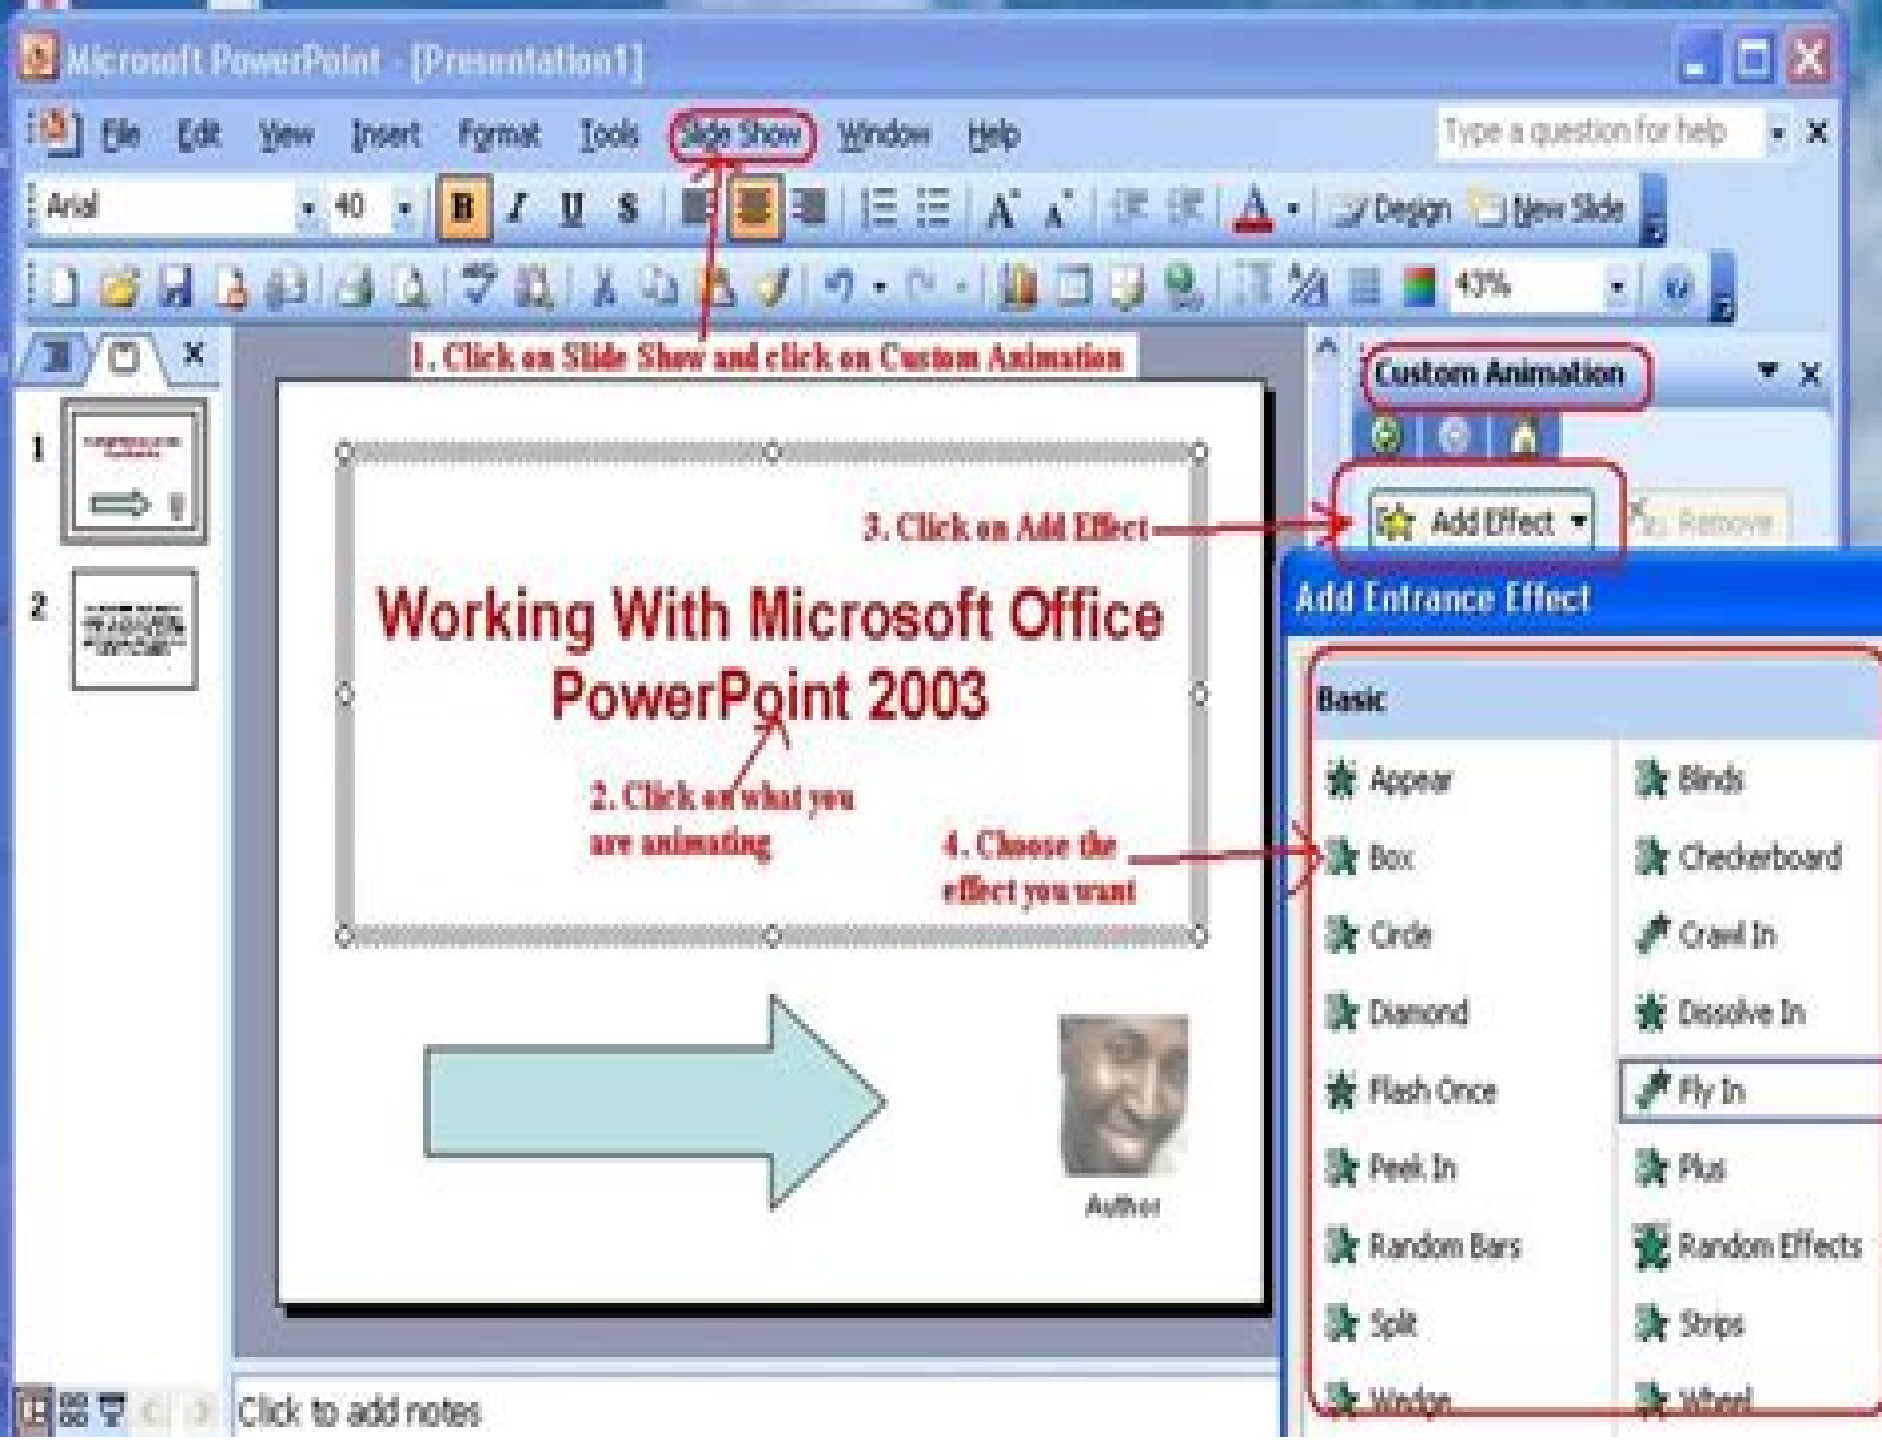 Microsoft PowerPoint - [Presentation1]
File Edit View Insert Format Tools Slide Show Window Help
Type a question for help
Arial 40 B I U S A A A Design New Slide
43%
1. Click on Slide Show and click on Custom Animation
Custom Animation
1
2
3. Click on Add Effect
Add Effect Remove
Working With Microsoft Office
PowerPoint 2003
2. Click on what you
are animating
4. Choose the
effect you want
Author
Click to add notes
Add Entrance Effect
Basic
Appear Blinds
Box Checkerboard
Circle Crawl In
Diamond Dissolve In
Flash Once Fly In
Peek In Plus
Random Bars Random Effects
Split Strips
Wedge Wheel